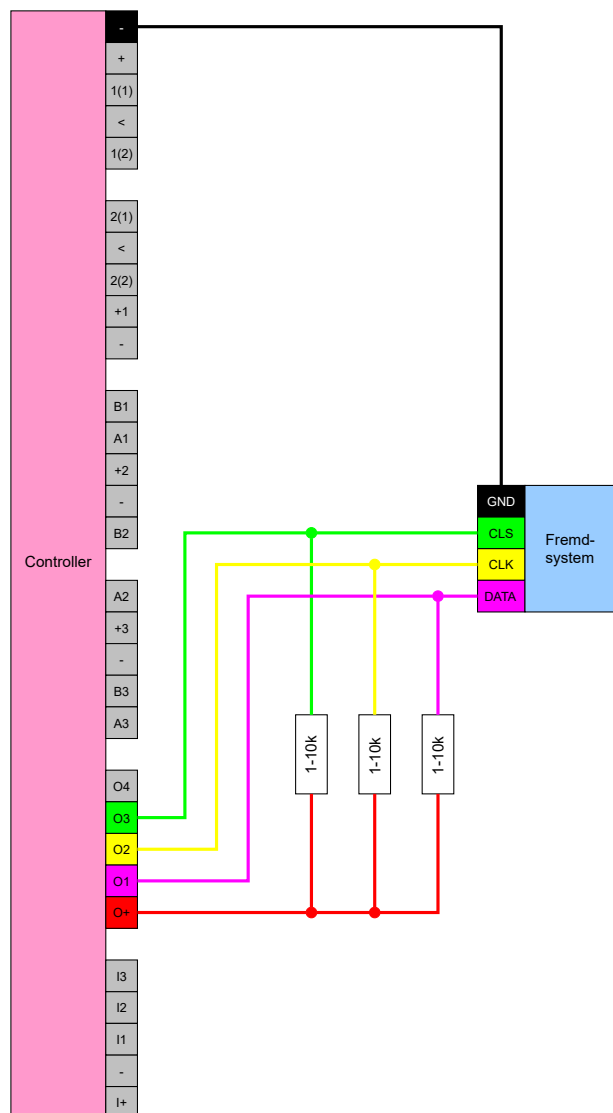 -
+
1(1)
<
1(2)
2(1)
<
2(2)
+1
-
B1
A1
+2
-
B2
Controller
A2
+3
-
B3
A3
O4
O3
O2
O1
O+
I3
I2
I1
-
I+
GND
CLS
CLK
DATA
Fremd-
system
1-10k
1-10k
1-10k